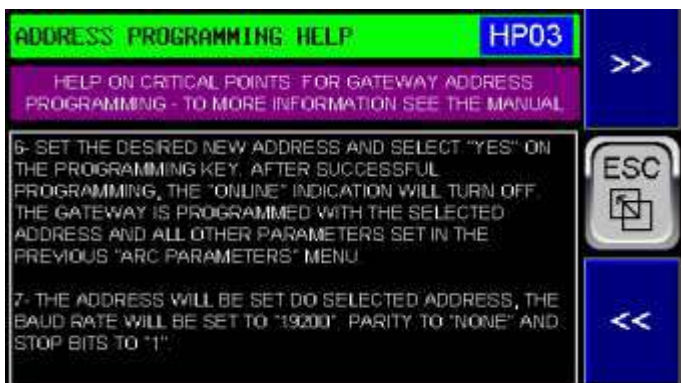 ADDRESS PROGRAMMING HELP
HP03
>>
HELP ON CRITICAL POINTS FOR GATEWAY ADDRESS
PROGRAMMING - TO MORE INFORMATION SEE THE MANUAL
6- SET THE DESIRED NEW ADDRESS AND SELECT "YES" ON
THE PROGRAMMING KEY. AFTER SUCCESSFUL
PROGRAMMING, THE "ONLINE" INDICATION WILL TURN OFF.
THE GATEWAY IS PROGRAMMED WITH THE SELECTED
ADDRESS AND ALL OTHER PARAMETERS SET IN THE
PREVIOUS "ARC PARAMETERS" MENU.
ESC
7- THE ADDRESS WILL BE SET DO SELECTED ADDRESS, THE
BAUD RATE WILL BE SET TO "19200", PARITY TO "NONE" AND
STOP BITS TO "1".
<<